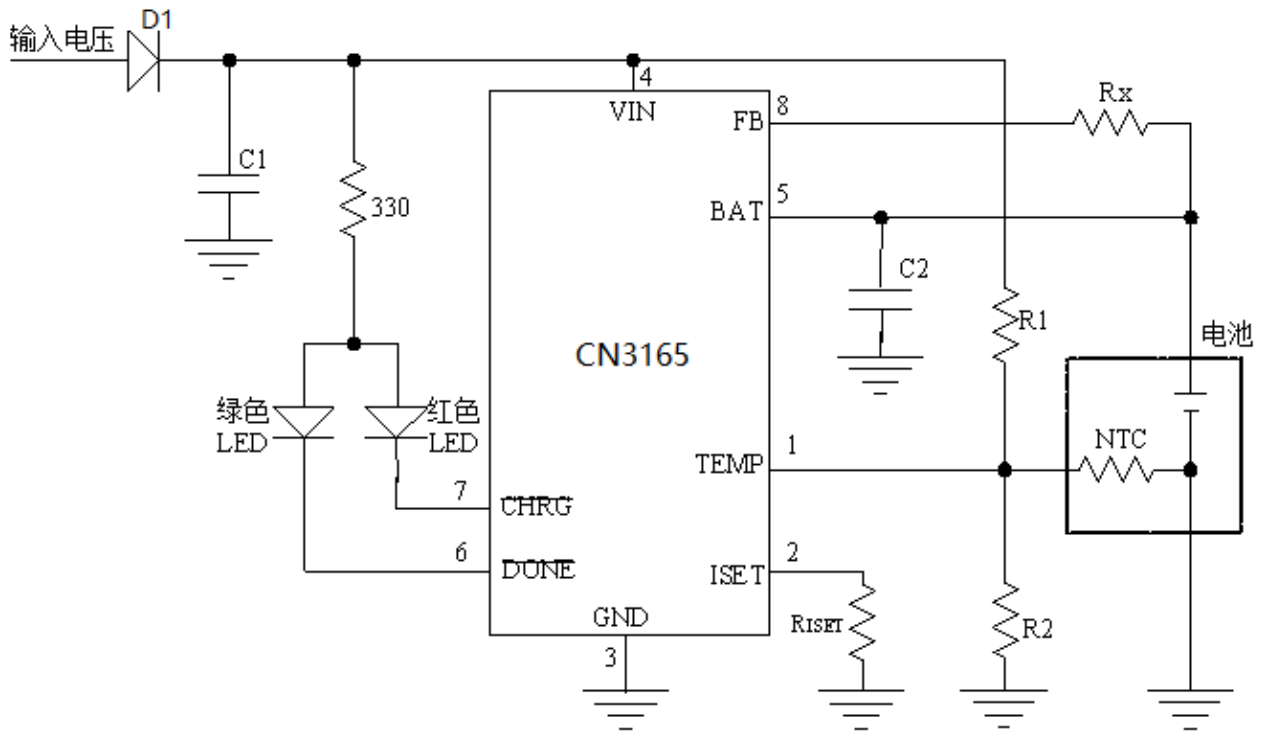 D1
输入电压
4
VIN
FB
8
Rx
C1
330
BAT
5
C2
R1
CN3165
电池
绿色
LED
红色
LED
TEMP
1
NTC
7
CHRG
6
DONE
ISET
2
GND
3
RISET
R2